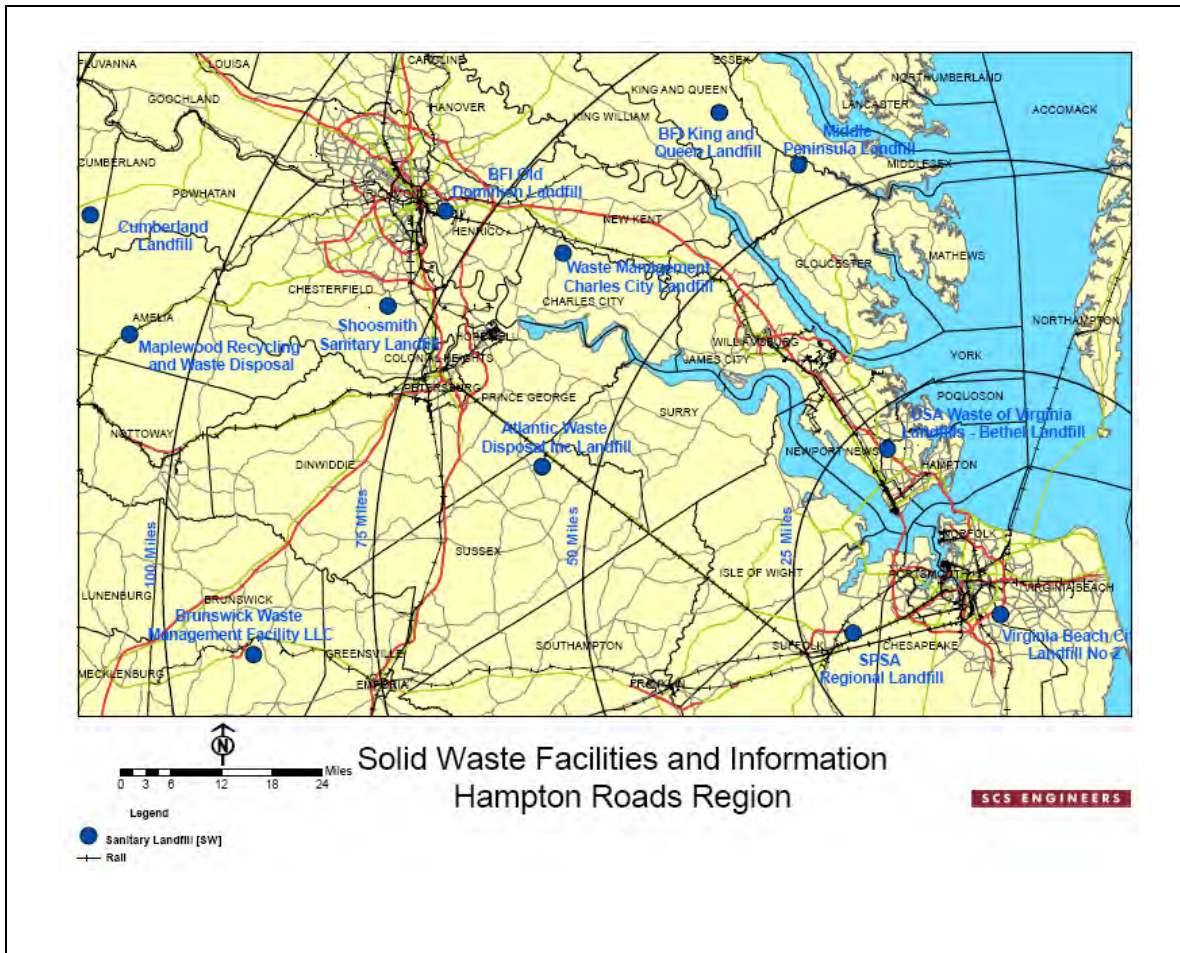 FLUVANNA
LOUISA
CAROLINE
ESSEX
NORTHUMBERLAND
GOOCHLAND
HANOVER
KING AND QUEEN
LANCASTER
ACCOMACK
KING WILLIAM
BFI King and
Queen Landfill
Middle
Peninsula Landfill
MIDDLESEX
CUMBERLAND
POWHATAN
BFI Old
Dominion Landfill
Cumberland
Landfill
HENRICO
NEW KENT
Waste Management
Charles City Landfill
GLOUCESTER
MATHEWS
CHESTERFIELD
CHARLES CITY
AMELIA
Shoosmith
Sanitary Landfill
HOPEWELL
NORTHAMPTON
Maplewood Recycling
and Waste Disposal
COLONIAL HEIGHTS
WILLIAMSBURG
JAMES CITY
YORK
PETERSBURG
PRINCE GEORGE
POQUOSON
SURRY
USA Waste of Virginia
Landfills - Bethel Landfill
NOTTOWAY
Atlantic Waste
Disposal Inc Landfill
NEWPORT NEWS
HAMPTON
DINWIDDIE
100 Miles
75 Miles
50 Miles
25 Miles
NORFOLK
SUSSEX
ISLE OF WIGHT
PORTSMOUTH
VIRGINIA BEACH
LUNENBURG
BRUNSWICK
Brunswick Waste
Management Facility LLC
Virginia Beach City
Landfill No 2
MECKLENBURG
GREENSVILLE
SOUTHAMPTON
SUFFOLK
CHESAPEAKE
SPSA
Regional Landfill
EMPORIA
FRANKLIN
N
Miles
0 3 6 12 18 24
Solid Waste Facilities and Information
Hampton Roads Region
SCS ENGINEERS
Legend
Sanitary Landfill [SW]
Rail